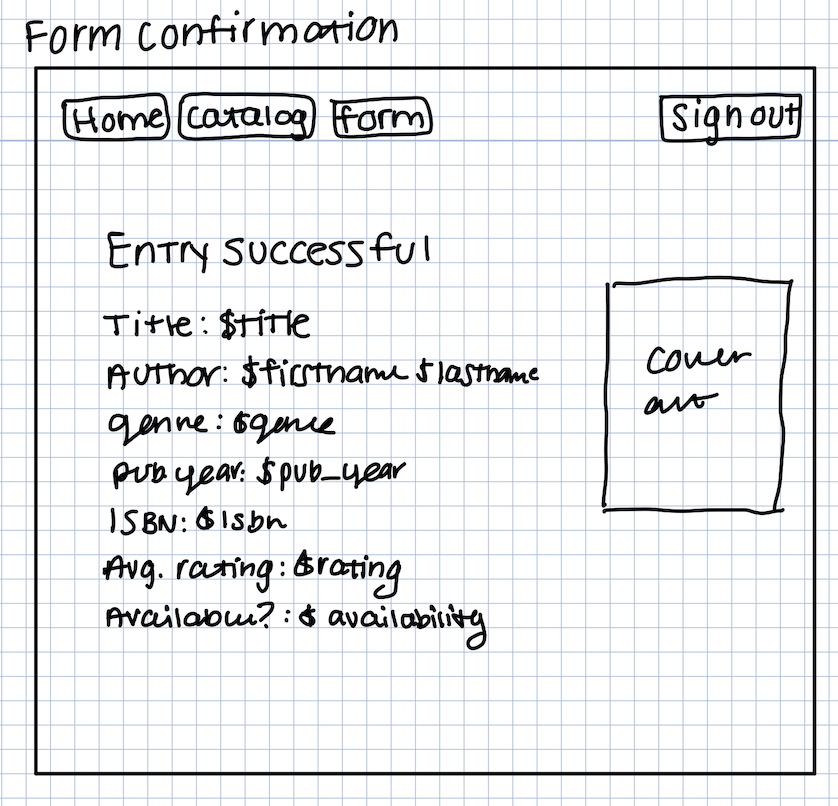 Form confirmation
Home Catalog Form Sign out
Entry successful
Title: $title
Author: $firstname $lastname
genre: $genre
pub year: $pub_year
ISBN: $isbn
Avg. rating: $rating
Available?: $ availability
cover
art